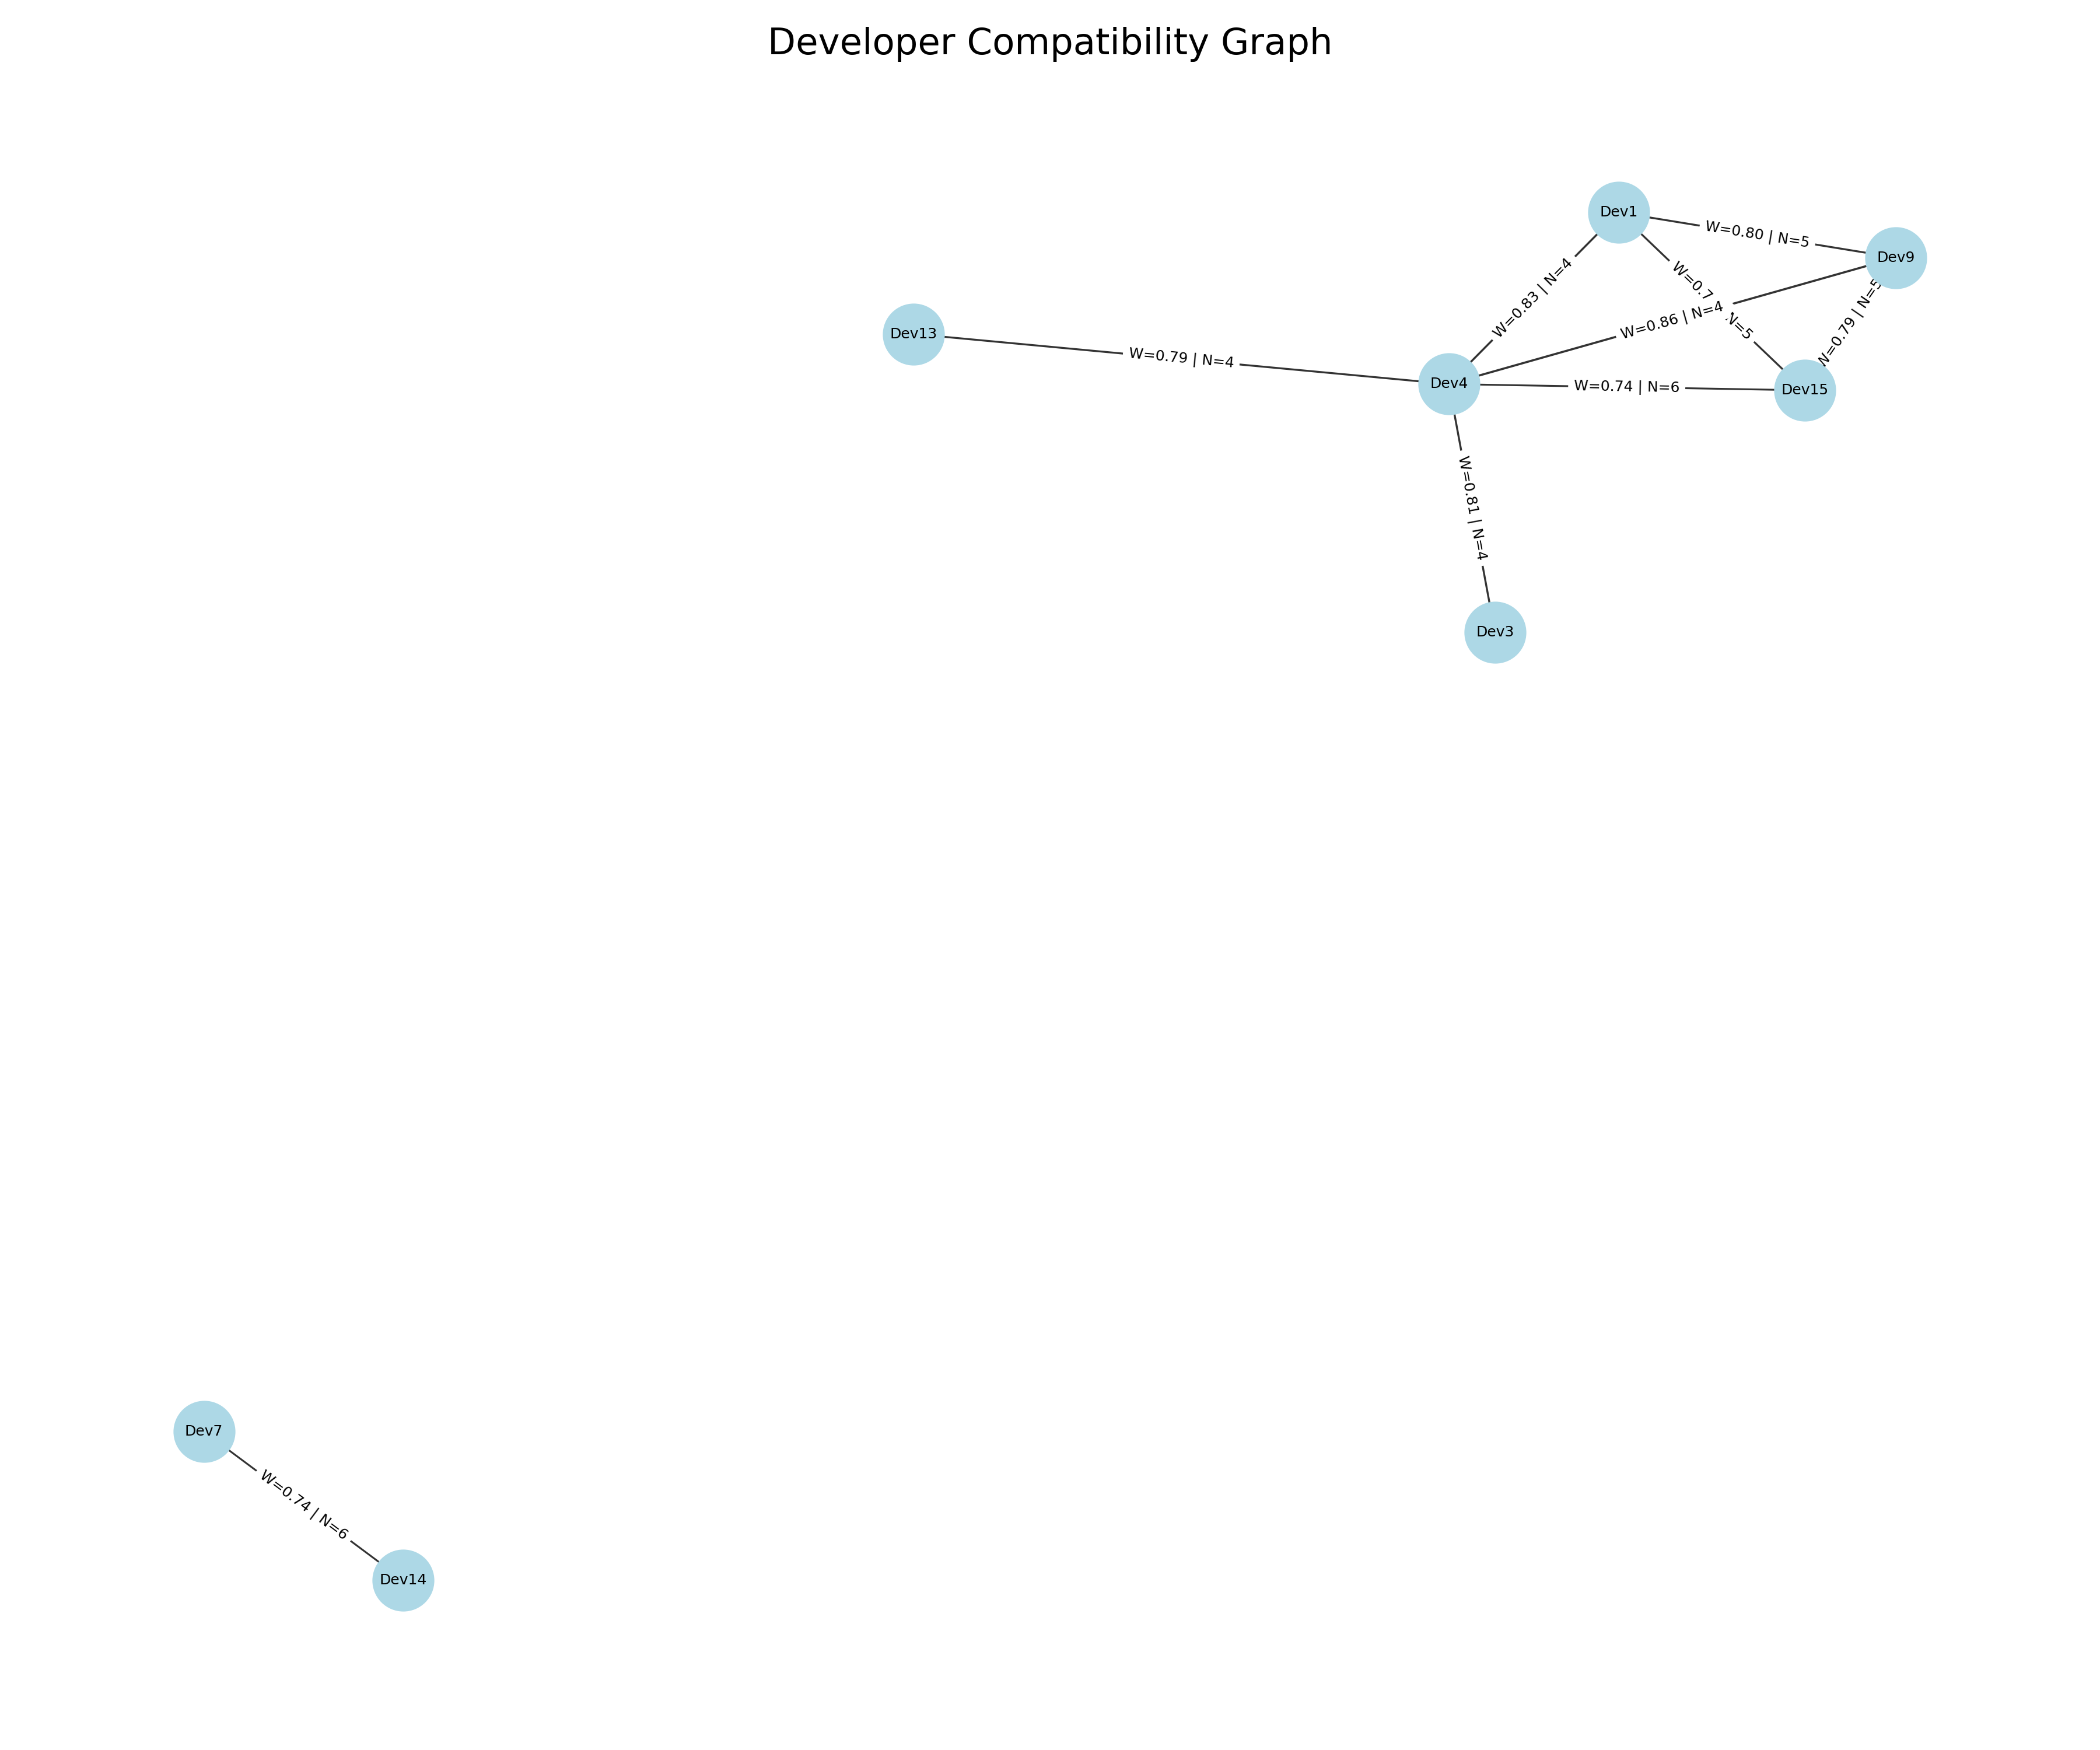 Developer Compatibility Graph
Dev1
W=0.80 | N=5
Dev9
W=0.83 | N=4
W=0.7
N=5
W=0.86 | N=4
W=0.79 | N=5
Dev13
W=0.79 | N=4
Dev4
W=0.74 | N=6
Dev15
W=0.81 | N=4
Dev3
Dev7
W=0.74 | N=6
Dev14